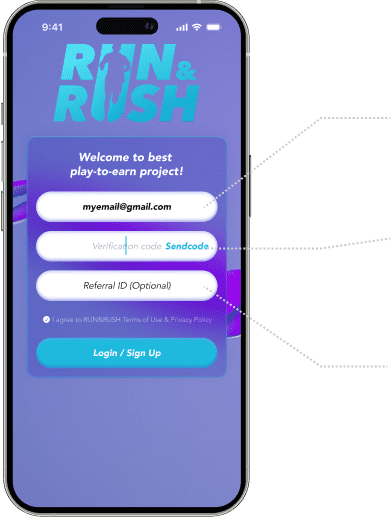 9:41
RUN&
RUSH
Welcome to best
play-to-earn project!
myemail@gmail.com
Verification code Sendcode
Referral ID (Optional)
I agree to RUN&RUSH Terms of Use & Privacy Policy
Login / Sign Up